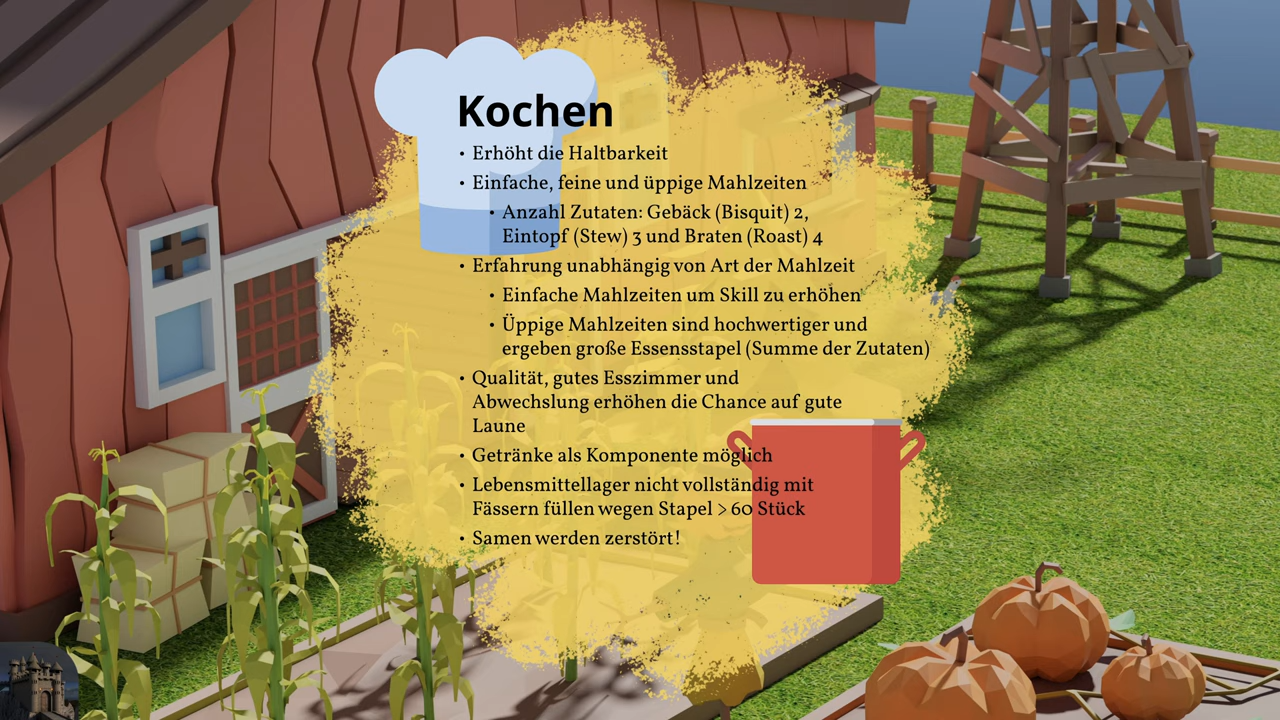 Kochen
• Erhöht die Haltbarkeit
• Einfache, feine und üppige Mahlzeiten
• Anzahl Zutaten: Gebäck (Bisquit) 2,
Eintopf (Stew) 3 und Braten (Roast) 4
• Erfahrung unabhängig von Art der Mahlzeit
• Einfache Mahlzeiten um Skill zu erhöhen
• Üppige Mahlzeiten sind hochwertiger und
ergeben große Essensstapel (Summe der Zutaten)
• Qualität, gutes Esszimmer und
Abwechslung erhöhen die Chance auf gute
Laune
• Getränke als Komponente möglich
• Lebensmittellager nicht vollständig mit
Fässern füllen wegen Stapel > 60 Stück
• Samen werden zerstört!